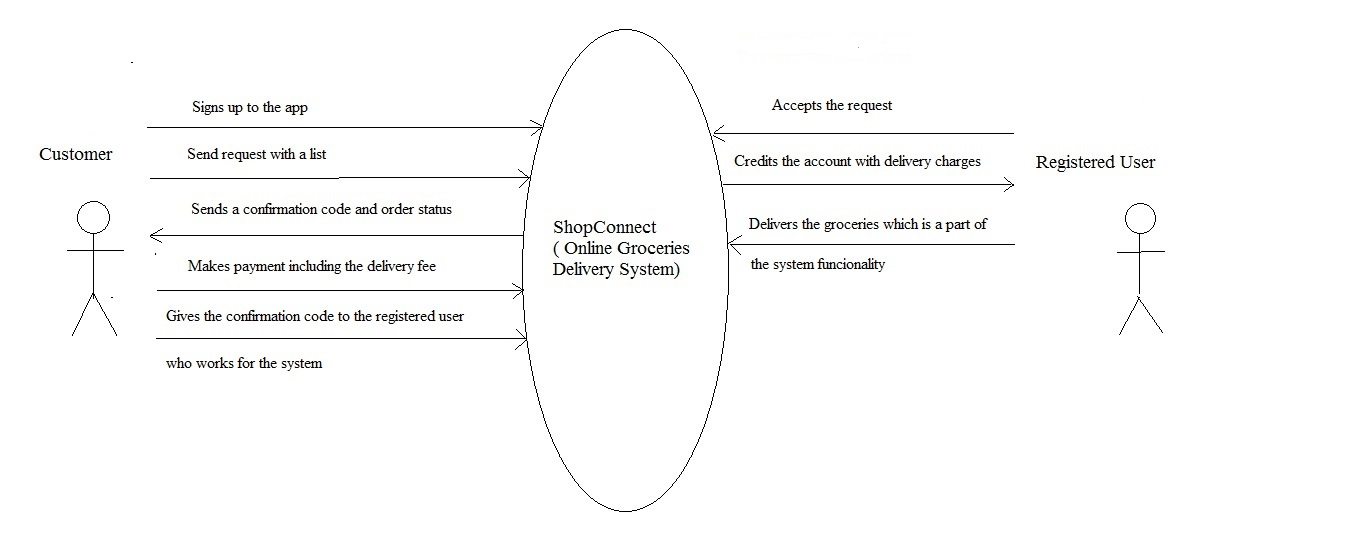 Customer
Signs up to the app
Send request with a list
Sends a confirmation code and order status
Makes payment including the delivery fee
Gives the confirmation code to the registered user
who works for the system
ShopConnect
( Online Groceries
Delivery System)
Accepts the request
Credits the account with delivery charges
Delivers the groceries which is a part of
the system funcionality
Registered User